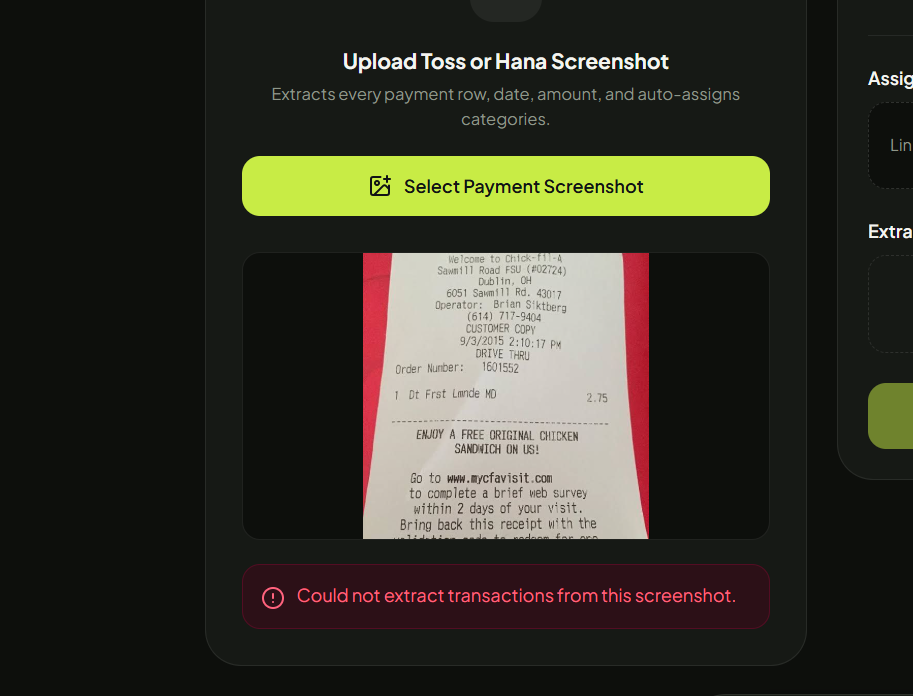 Upload Toss or Hana Screenshot
Extracts every payment row, date, amount, and auto-assigns
categories.
Select Payment Screenshot
Welcome to Chick-fil-A
Sawmill Road FSU (#02724)
Dublin, OH
6051 Sawmill Rd. 43017
Operator: Brian Siktberg
(614) 717-9404
CUSTOMER COPY
9/3/2015 2:10:17 PM
DRIVE THRU
Order Number: 1601552
1 Dt Frst Lmnde MD 2.75
ENJOY A FREE ORIGINAL CHICKEN
SANDWICH ON US!
Go to www.mycfavisit.com
to complete a brief web survey
within 2 days of your visit.
Bring back this receipt with the
Could not extract transactions from this screenshot.
Assig
Lin
Extra